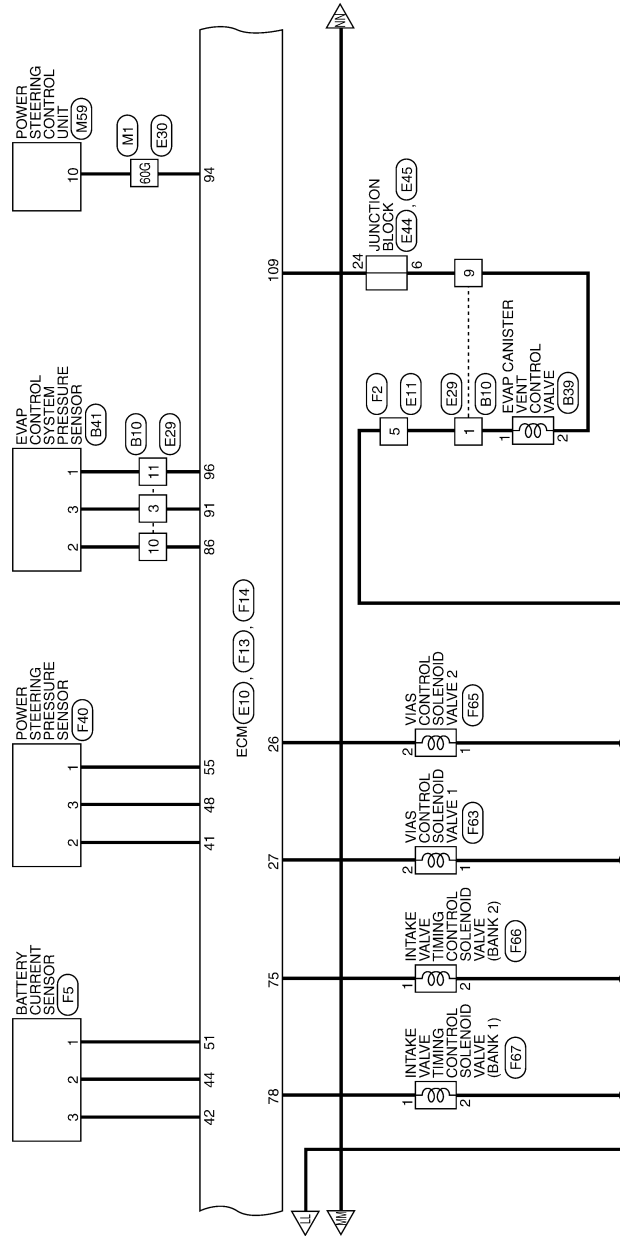 BATTERY
CURRENT
SENSOR
F5
3
2
1
42
44
51
POWER
STEERING
PRESSURE
SENSOR
F40
2
3
1
41
48
55
EVAP
CONTROL
SYSTEM
PRESSURE
SENSOR
B41
2
3
1
10
3
11
B10
E29
86
91
96
POWER
STEERING
CONTROL
UNIT
M59
10
60G
M1
E30
94
ECM E10 , F13 , F14
78
75
27
26
109
LL
MM
NN
1
2
INTAKE
VALVE
TIMING
CONTROL
SOLENOID
VALVE
(BANK 1)
F67
1
2
INTAKE
VALVE
TIMING
CONTROL
SOLENOID
VALVE
(BANK 2)
F66
2
1
VIAS
CONTROL
SOLENOID
VALVE 1
F63
2
1
VIAS
CONTROL
SOLENOID
VALVE 2
F65
5
F2
E11
1
E29
B10
1
2
EVAP CANISTER
VENT
CONTROL
VALVE
B39
24
6
JUNCTION
BLOCK
E44 , E45
9